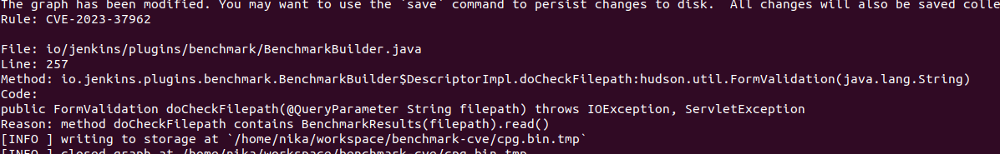 The graph has been modified. You may want to use the `save` command to persist changes to disk.  All changes will also be saved colle
Rule: CVE-2023-37962
File: io/jenkins/plugins/benchmark/BenchmarkBuilder.java
Line: 257
Method: io.jenkins.plugins.benchmark.BenchmarkBuilder$DescriptorImpl.doCheckFilepath:hudson.util.FormValidation(java.lang.String)
Code:
public FormValidation doCheckFilepath(@QueryParameter String filepath) throws IOException, ServletException
Reason: method doCheckFilepath contains BenchmarkResults(filepath).read()
[INFO ] writing to storage at `/home/nika/workspace/benchmark-cve/cpg.bin.tmp`
[INFO ] closed graph at /home/nika/workspace/benchmark-cve/cpg.bin.tmp